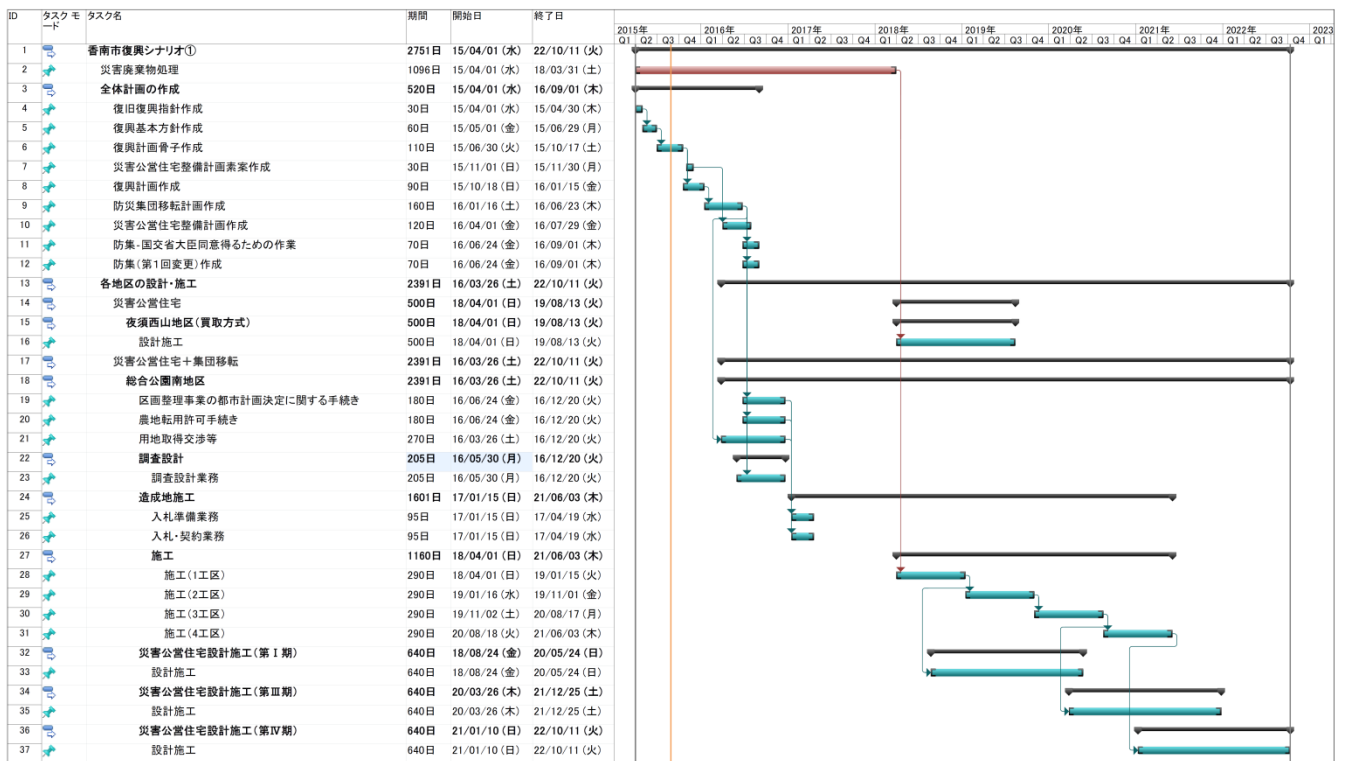 ID タスク モード タスク名 期間 開始日 終了日
2015年 2016年 2017年 2018年 2019年 2020年 2021年 2022年 2023
Q1 Q2 Q3 Q4 Q1 Q2 Q3 Q4 Q1 Q2 Q3 Q4 Q1 Q2 Q3 Q4 Q1 Q2 Q3 Q4 Q1 Q2 Q3 Q4 Q1 Q2 Q3 Q4 Q1 Q2 Q3 Q4 Q1
1 香南市復興シナリオ① 2751日 15/04/01 (水) 22/10/11 (火)
2 災害廃棄物処理 1096日 15/04/01 (水) 18/03/31 (土)
3 全体計画の作成 520日 15/04/01 (水) 16/09/01 (木)
4 復旧復興指針作成 30日 15/04/01 (水) 15/04/30 (木)
5 復興基本方針作成 60日 15/05/01 (金) 15/06/29 (月)
6 復興計画骨子作成 110日 15/06/30 (火) 15/10/17 (土)
7 災害公営住宅整備計画素案作成 30日 15/11/01 (日) 15/11/30 (月)
8 復興計画作成 90日 15/10/18 (日) 16/01/15 (金)
9 防災集団移転計画作成 160日 16/01/16 (土) 16/06/23 (木)
10 災害公営住宅整備計画作成 120日 16/04/01 (金) 16/07/29 (金)
11 防集-国交省大臣同意得るための作業 70日 16/06/24 (金) 16/09/01 (木)
12 防集(第1回変更)作成 70日 16/06/24 (金) 16/09/01 (木)
13 各地区の設計・施工 2391日 16/03/26 (土) 22/10/11 (火)
14 災害公営住宅 500日 18/04/01 (日) 19/08/13 (火)
15 夜須西山地区(買取方式) 500日 18/04/01 (日) 19/08/13 (火)
16 設計施工 500日 18/04/01 (日) 19/08/13 (火)
17 災害公営住宅+集団移転 2391日 16/03/26 (土) 22/10/11 (火)
18 総合公園南地区 2391日 16/03/26 (土) 22/10/11 (火)
19 区画整理事業の都市計画決定に関する手続き 180日 16/06/24 (金) 16/12/20 (火)
20 農地転用許可手続き 180日 16/06/24 (金) 16/12/20 (火)
21 用地取得交渉等 270日 16/03/26 (土) 16/12/20 (火)
22 調査設計 205日 16/05/30 (月) 16/12/20 (火)
23 調査設計業務 205日 16/05/30 (月) 16/12/20 (火)
24 造成地施工 1601日 17/01/15 (日) 21/06/03 (木)
25 入札準備業務 95日 17/01/15 (日) 17/04/19 (水)
26 入札・契約業務 95日 17/01/15 (日) 17/04/19 (水)
27 施工 1160日 18/04/01 (日) 21/06/03 (木)
28 施工(1工区) 290日 18/04/01 (日) 19/01/15 (火)
29 施工(2工区) 290日 19/01/16 (水) 19/11/01 (金)
30 施工(3工区) 290日 19/11/02 (土) 20/08/17 (月)
31 施工(4工区) 290日 20/08/18 (火) 21/06/03 (木)
32 災害公営住宅設計施工(第Ⅰ期) 640日 18/08/24 (金) 20/05/24 (日)
33 設計施工 640日 18/08/24 (金) 20/05/24 (日)
34 災害公営住宅設計施工(第Ⅲ期) 640日 20/03/26 (木) 21/12/25 (土)
35 設計施工 640日 20/03/26 (木) 21/12/25 (土)
36 災害公営住宅設計施工(第Ⅳ期) 640日 21/01/10 (日) 22/10/11 (火)
37 設計施工 640日 21/01/10 (日) 22/10/11 (火)